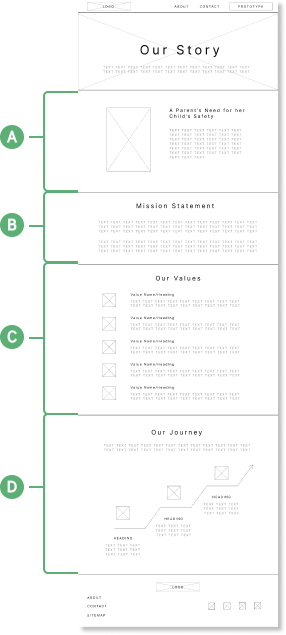 LOGO
ABOUT
CONTACT
PROTOTYPE
Our Story
TEXT TEXT TEXT TEXT TEXT TEXT TEXT TEXT TEXT TEXT TEXT TEXT
TEXT TEXT TEXT TEXT TEXT TEXT TEXT TEXT TEXT TEXT TEXT TEXT
A
A Parent's Need for her
Child's Safety
TEXT TEXT TEXT TEXT TEXT TEXT
TEXT TEXT TEXT TEXT TEXT TEXT
TEXT TEXT TEXT TEXT TEXT TEXT
TEXT TEXT TEXT TEXT TEXT TEXT
TEXT TEXT TEXT TEXT TEXT TEXT
TEXT TEXT TEXT TEXT TEXT TEXT
TEXT TEXT TEXT
B
Mission Statement
TEXT TEXT TEXT TEXT TEXT TEXT TEXT TEXT TEXT TEXT TEXT TEXT TEXT
TEXT TEXT TEXT TEXT TEXT TEXT TEXT TEXT TEXT TEXT TEXT TEXT TEXT
TEXT TEXT TEXT TEXT TEXT TEXT TEXT TEXT TEXT TEXT TEXT TEXT TEXT
TEXT TEXT TEXT TEXT TEXT TEXT TEXT TEXT TEXT TEXT TEXT TEXT TEXT
TEXT TEXT TEXT TEXT TEXT TEXT TEXT TEXT TEXT TEXT TEXT TEXT TEXT
TEXT TEXT TEXT TEXT TEXT TEXT TEXT TEXT TEXT TEXT TEXT TEXT TEXT
C
Our Values
Value Name/Heading
TEXT TEXT TEXT TEXT TEXT TEXT TEXT TEXT TEXT
TEXT TEXT TEXT TEXT TEXT TEXT TEXT TEXT TEXT
Value Name/Heading
TEXT TEXT TEXT TEXT TEXT TEXT TEXT TEXT TEXT
TEXT TEXT TEXT TEXT TEXT TEXT TEXT TEXT TEXT
Value Name/Heading
TEXT TEXT TEXT TEXT TEXT TEXT TEXT TEXT TEXT
TEXT TEXT TEXT TEXT TEXT TEXT TEXT TEXT TEXT
Value Name/Heading
TEXT TEXT TEXT TEXT TEXT TEXT TEXT TEXT TEXT
TEXT TEXT TEXT TEXT TEXT TEXT TEXT TEXT TEXT
Value Name/Heading
TEXT TEXT TEXT TEXT TEXT TEXT TEXT TEXT TEXT
TEXT TEXT TEXT TEXT TEXT TEXT TEXT TEXT TEXT
D
Our Journey
TEXT TEXT TEXT TEXT TEXT TEXT TEXT TEXT TEXT TEXT TEXT TEXT
TEXT TEXT TEXT TEXT TEXT TEXT TEXT TEXT TEXT TEXT TEXT TEXT
HEADING
TEXT TEXT TEXT
TEXT TEXT TEXT
TEXT TEXT TEXT
HEADING
TEXT TEXT TEXT
TEXT TEXT TEXT
TEXT TEXT TEXT
HEADING
TEXT TEXT TEXT
TEXT TEXT TEXT
TEXT TEXT TEXT
LOGO
ABOUT
CONTACT
SITEMAP